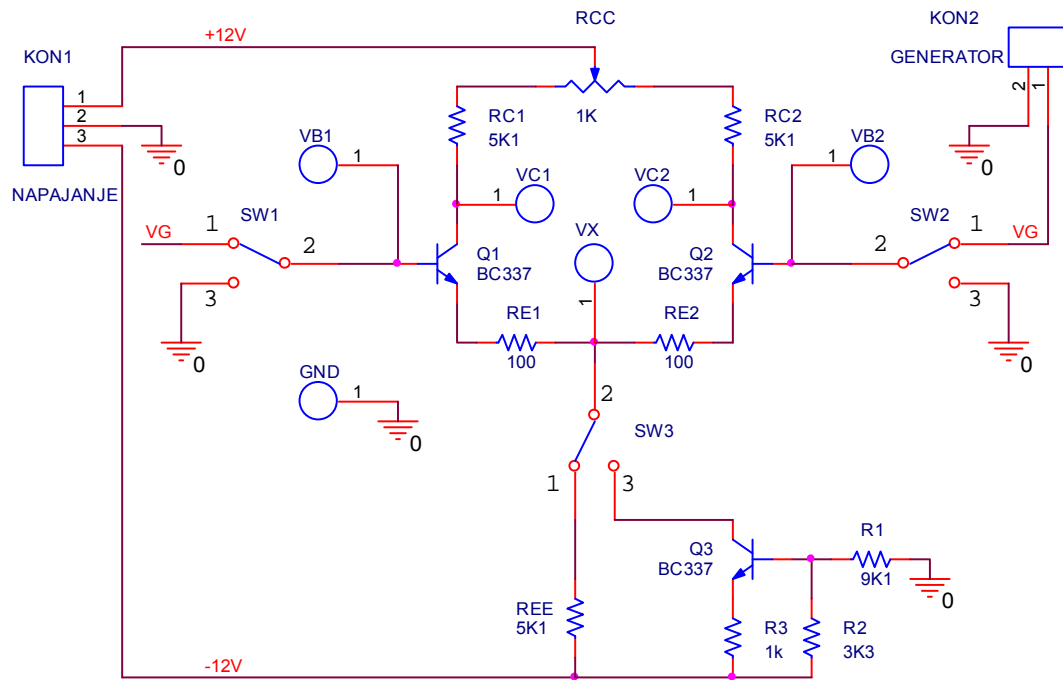 RCC
KON2
+12V
KON1
GENERATOR
1
2
3
2
1
1K
RC1
5K1
RC2
5K1
0
0
VB1
1
VB2
1
NAPAJANJE
VC1
1
VC2
1
VG
1
SW1
2
3
0
VX
1
Q1
BC337
Q2
BC337
SW2
1
VG
2
3
0
RE1
100
RE2
100
GND
1
0
2
SW3
1
3
Q3
BC337
R1
9K1
0
REE
5K1
R3
1k
R2
3K3
-12V